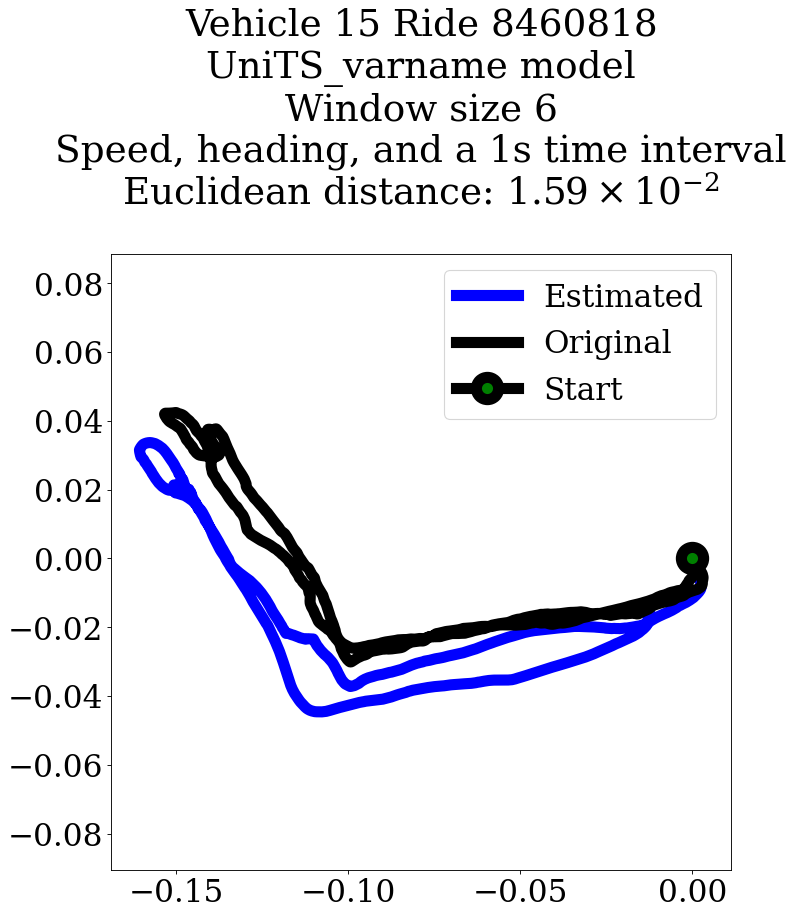 Vehicle 15 Ride 8460818
UniTS_varname model
Window size 6
Speed, heading, and a 1s time interval
Euclidean distance: 1.59 × 10⁻²
Estimated
Original
Start
0.08
0.06
0.04
0.02
0.00
−0.02
−0.04
−0.06
−0.08
−0.15 −0.10 −0.05 0.00